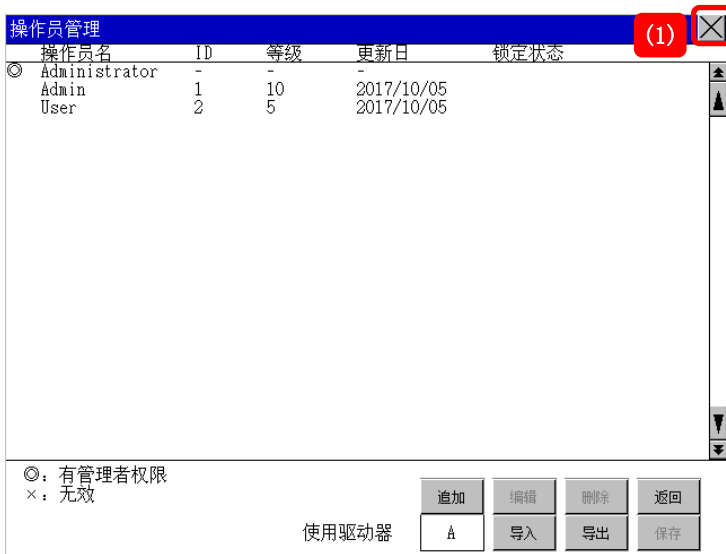 操作员管理
(1)
操作员名 ID 等级 更新日 锁定状态
◎ Administrator - - -
Admin 1 10 2017/10/05
User 2 5 2017/10/05
◎：有管理者权限
×：无效
追加 编辑 删除 返回
使用驱动器 A 导入 导出 保存